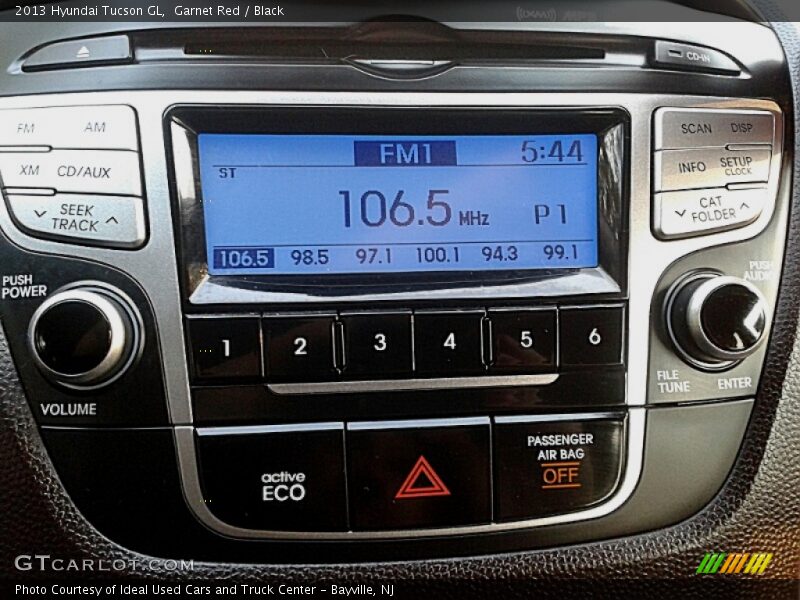 2013 Hyundai Tucson GL,  Garnet Red / Black
((XM)) MP3
CD-IN
FM AM
XM CD/AUX
SEEK
TRACK
FM1 5:44
ST
106.5 MHz P1
106.5 98.5 97.1 100.1 94.3 99.1
SCAN DISP
INFO SETUP
CLOCK
CAT
FOLDER
PUSH
POWER
VOLUME
1 2 3 4 5 6
PUSH
AUDIO
FILE
TUNE
ENTER
active
ECO
PASSENGER
AIR BAG
OFF
GTCARLOT.COM
Photo Courtesy of Ideal Used Cars and Truck Center – Bayville, NJ